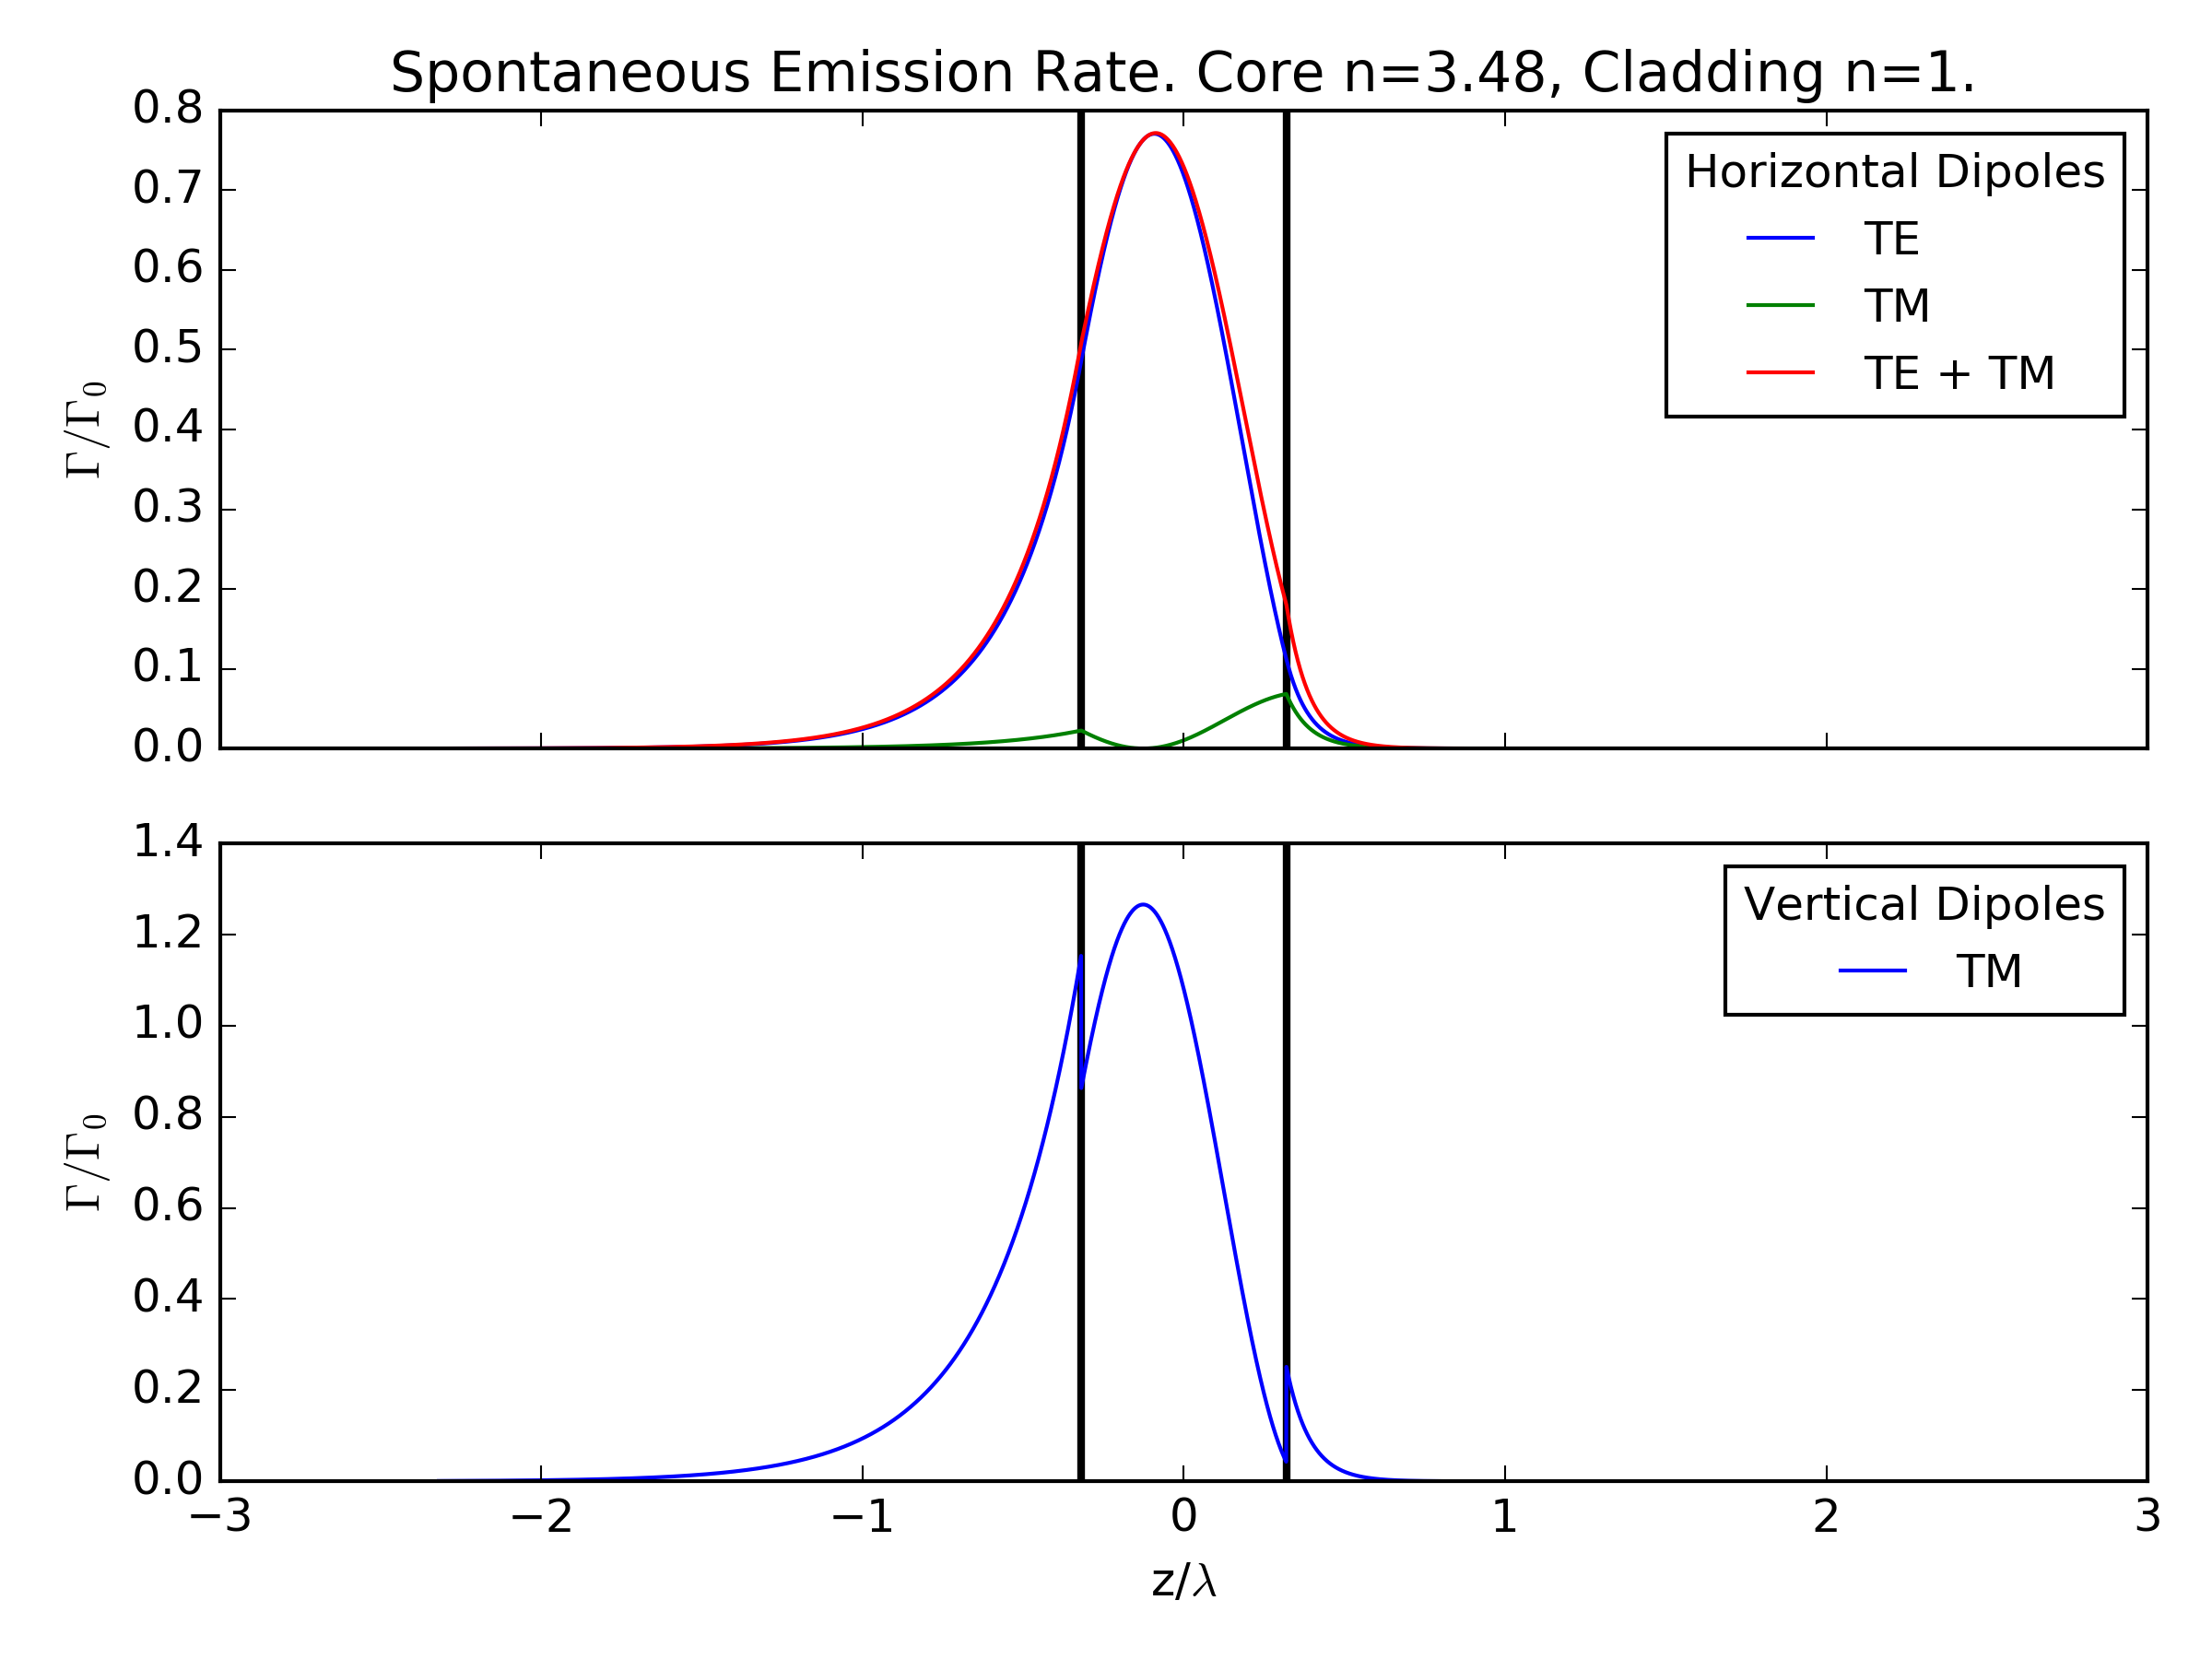 Spontaneous Emission Rate. Core n=3.48, Cladding n=1.
0.8
0.7
0.6
0.5
0.4
0.3
0.2
0.1
0.0
Γ/Γ₀
Horizontal Dipoles
TE
TM
TE + TM
1.4
1.2
1.0
0.8
0.6
0.4
0.2
0.0
Γ/Γ₀
Vertical Dipoles
TM
−3 −2 −1 0 1 2 3
z/λ